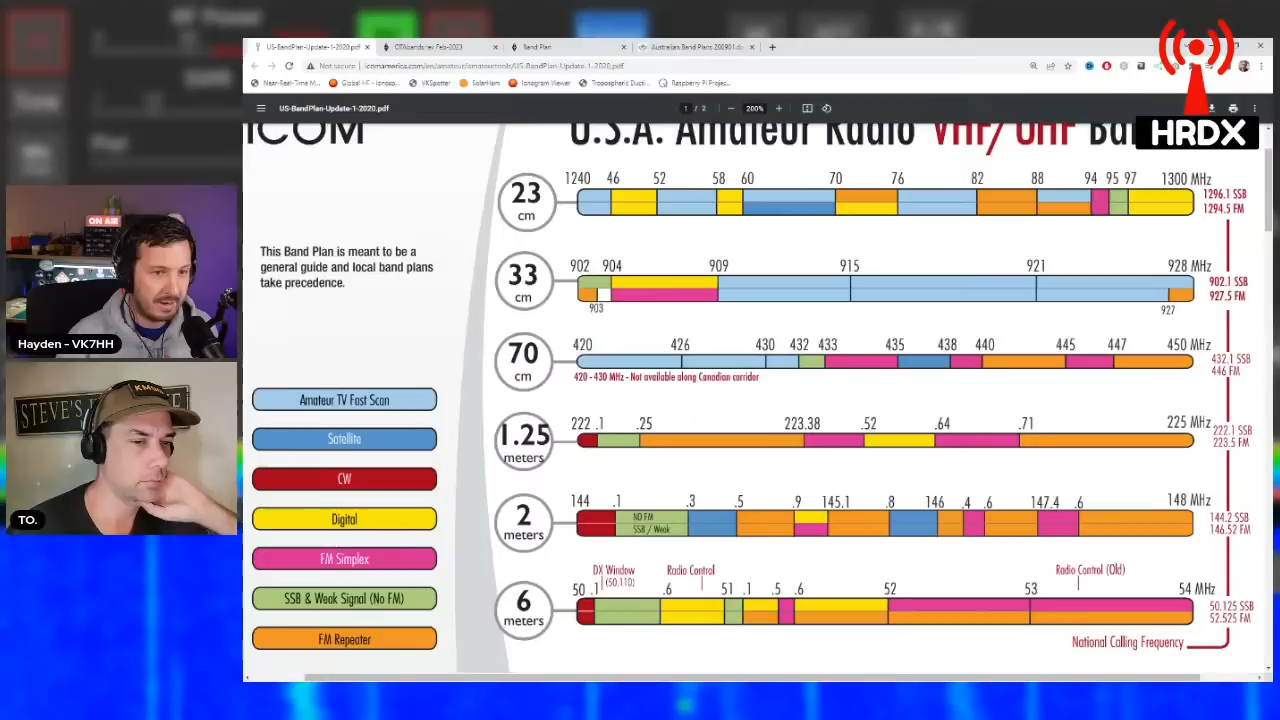 US-BandPlan-Update-1-2020.pdf
OTAbands rev Feb-2023
Band Plan
Australian Band Plans 200901.do
Not secure | icomamerica.com/en/amateur/amateurtools/US-BandPlan-Update-1-2020.pdf
Near-Real-Time M...
Global HF - Ionosp...
VKSpotter
SolarHam
Ionogram Viewer
Tropospheric Ducti...
Raspberry Pi Projec...
US-BandPlan-Update-1-2020.pdf
1 / 2
200%
HRDX
ICOM
U.S.A. Amateur Radio VHF/UHF Ba
This Band Plan is meant to be a
general guide and local band plans
take precedence.
Amateur TV Fast Scan
Satellite
CW
Digital
FM Simplex
SSB & Weak Signal (No FM)
FM Repeater
23 cm
1240 46 52 58 60 70 76 82 88 94 95 97 1300 MHz
1296.1 SSB
1294.5 FM
33 cm
902 904 909 915 921 928 MHz
903 927
902.1 SSB
927.5 FM
70 cm
420 426 430 432 433 435 438 440 445 447 450 MHz
420 - 430 MHz - Not available along Canadian corridor
432.1 SSB
446 FM
1.25 meters
222 .1 .25 223.38 .52 .64 .71 225 MHz
222.1 SSB
223.5 FM
2 meters
144 .1 .3 .5 .9 145.1 .8 146 .4 .6 147.4 .6 148 MHz
NO FM
SSB / Weak
144.2 SSB
146.52 FM
6 meters
DX Window
(50.110)
Radio Control
Radio Control (Old)
50 .1 .6 51 .1 .5 .6 52 53 54 MHz
50.125 SSB
52.525 FM
National Calling Frequency
ON AIR
Hayden - VK7HH
TO.